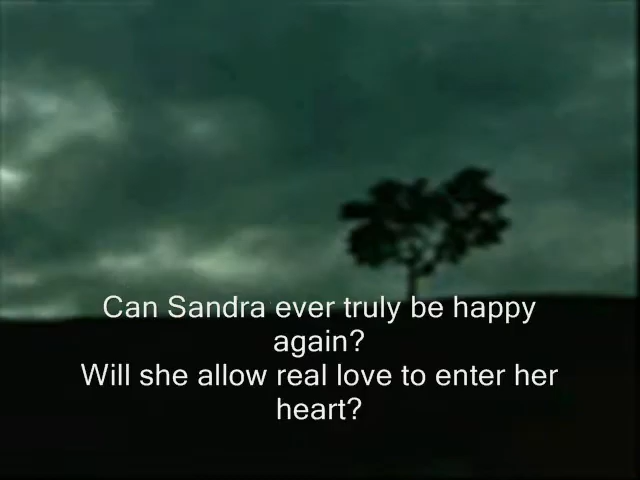 Can Sandra ever truly be happy
again?
Will she allow real love to enter her
heart?